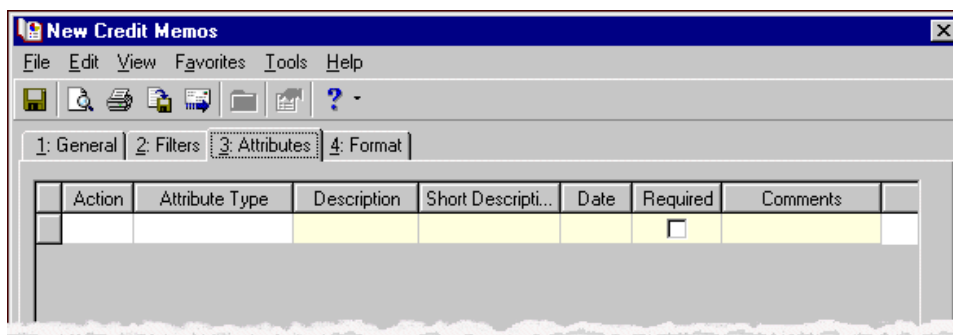 New Credit Memos
File Edit View Favorites Tools Help
?
1: General 2: Filters 3: Attributes 4: Format
Action Attribute Type Description Short Descripti... Date Required Comments